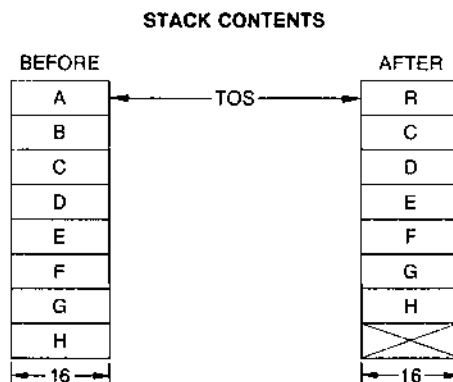 STACK CONTENTS
BEFORE AFTER
A TOS R
B C
C D
D E
E F
F G
G H
H
16 16